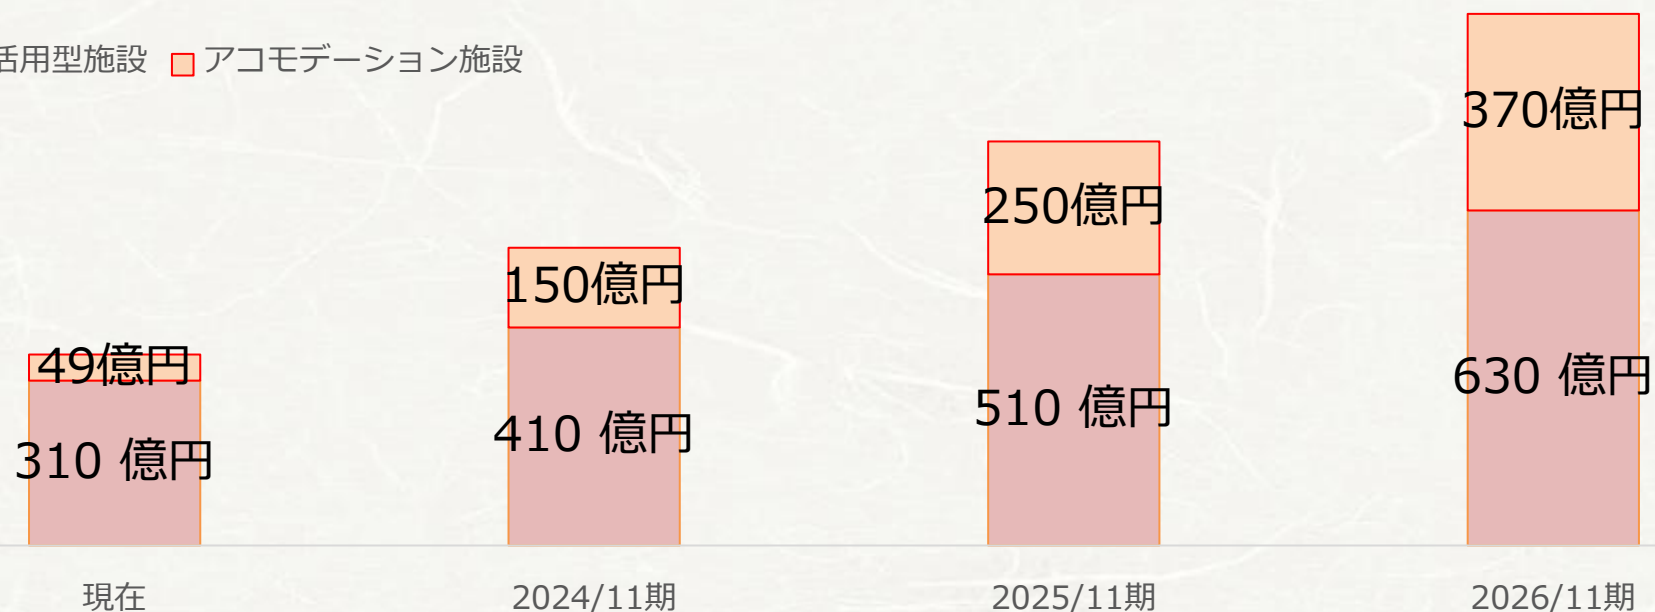 活用型施設 アコモデーション施設
370億円
250億円
150億円
49億円
630 億円
510 億円
410 億円
310 億円
現在 2024/11期 2025/11期 2026/11期